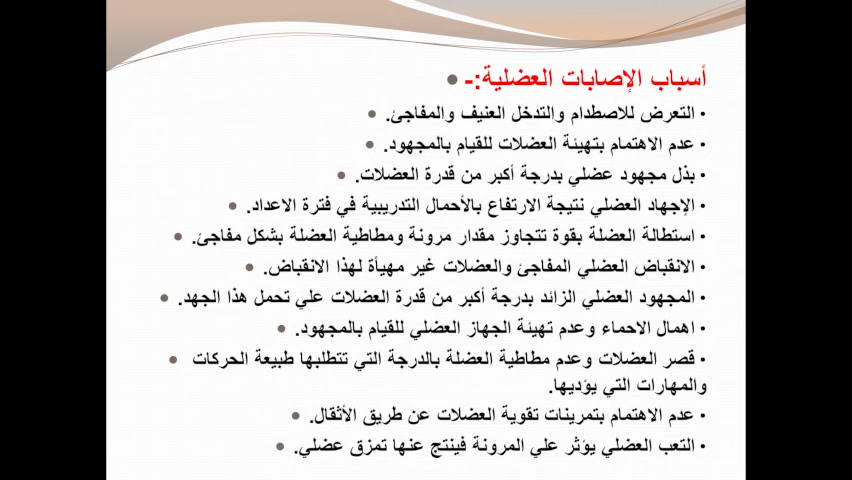 أسباب الإصابات العضلية:-
• التعرض للاصطدام والتدخل العنيف والمفاجئ.
• عدم الاهتمام بتهيئة العضلات للقيام بالمجهود.
• بذل مجهود عضلي بدرجة أكبر من قدرة العضلات.
• الإجهاد العضلي نتيجة الارتفاع بالأحمال التدريبية في فترة الاعداد.
• استطالة العضلة بقوة تتجاوز مقدار مرونة ومطاطية العضلة بشكل مفاجئ.
• الانقباض العضلي المفاجئ والعضلات غير مهيأة لهذا الانقباض.
• المجهود العضلي الزائد بدرجة أكبر من قدرة العضلات علي تحمل هذا الجهد.
• اهمال الاحماء وعدم تهيئة الجهاز العضلي للقيام بالمجهود.
• قصر العضلات وعدم مطاطية العضلة بالدرجة التي تتطلبها طبيعة الحركات
والمهارات التي يؤديها.
• عدم الاهتمام بتمرينات تقوية العضلات عن طريق الأثقال.
• التعب العضلي يؤثر علي المرونة فينتج عنها تمزق عضلي.